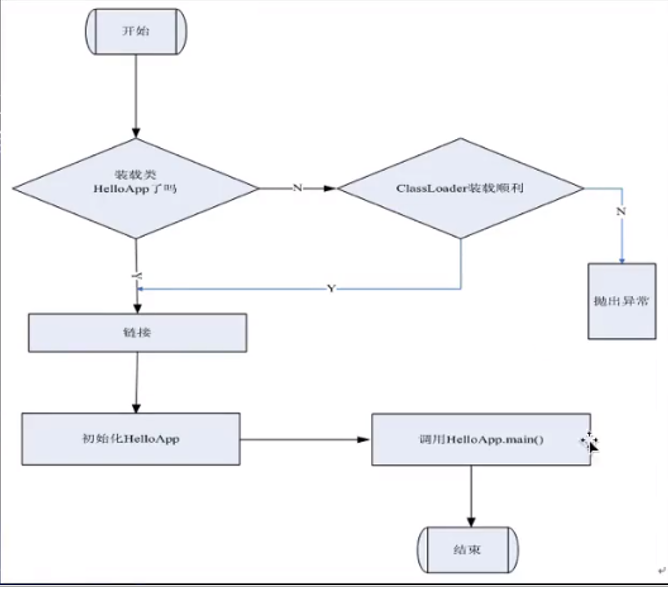 开始
装载类
HelloApp了吗
N
ClassLoader装载顺利
N
Y
Y
抛出异常
链接
初始化HelloApp
调用HelloApp.main()
结束